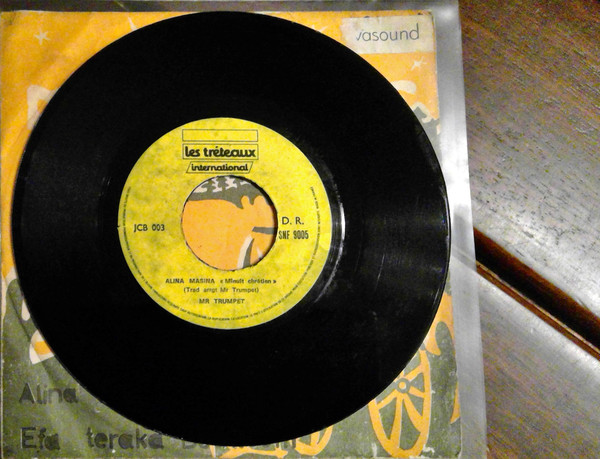 vasound
les tréteaux
international
JCB 003
D. R.
SNF 9005
ALINA MASINA « Minuit chrétien »
(Trad arrgt Mr Trumpet)
MR TRUMPET
Alina
Efa teraka